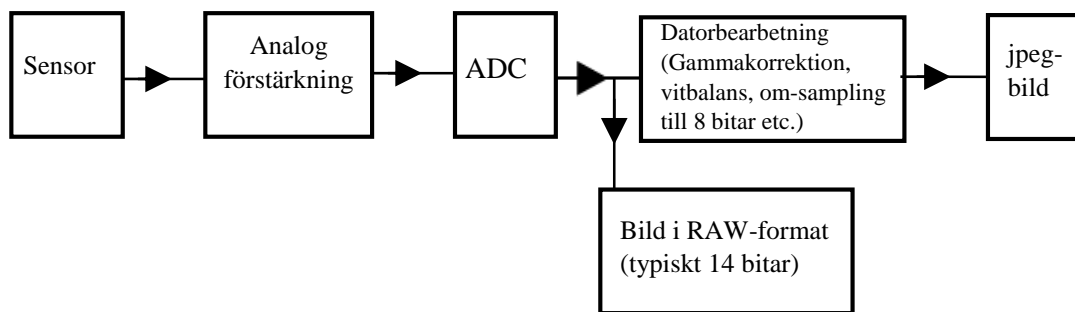 Sensor
Analog
förstärkning
ADC
Datorbearbetning
(Gammakorrektion,
vitbalans, om-sampling
till 8 bitar etc.)
jpeg-
bild
Bild i RAW-format
(typiskt 14 bitar)